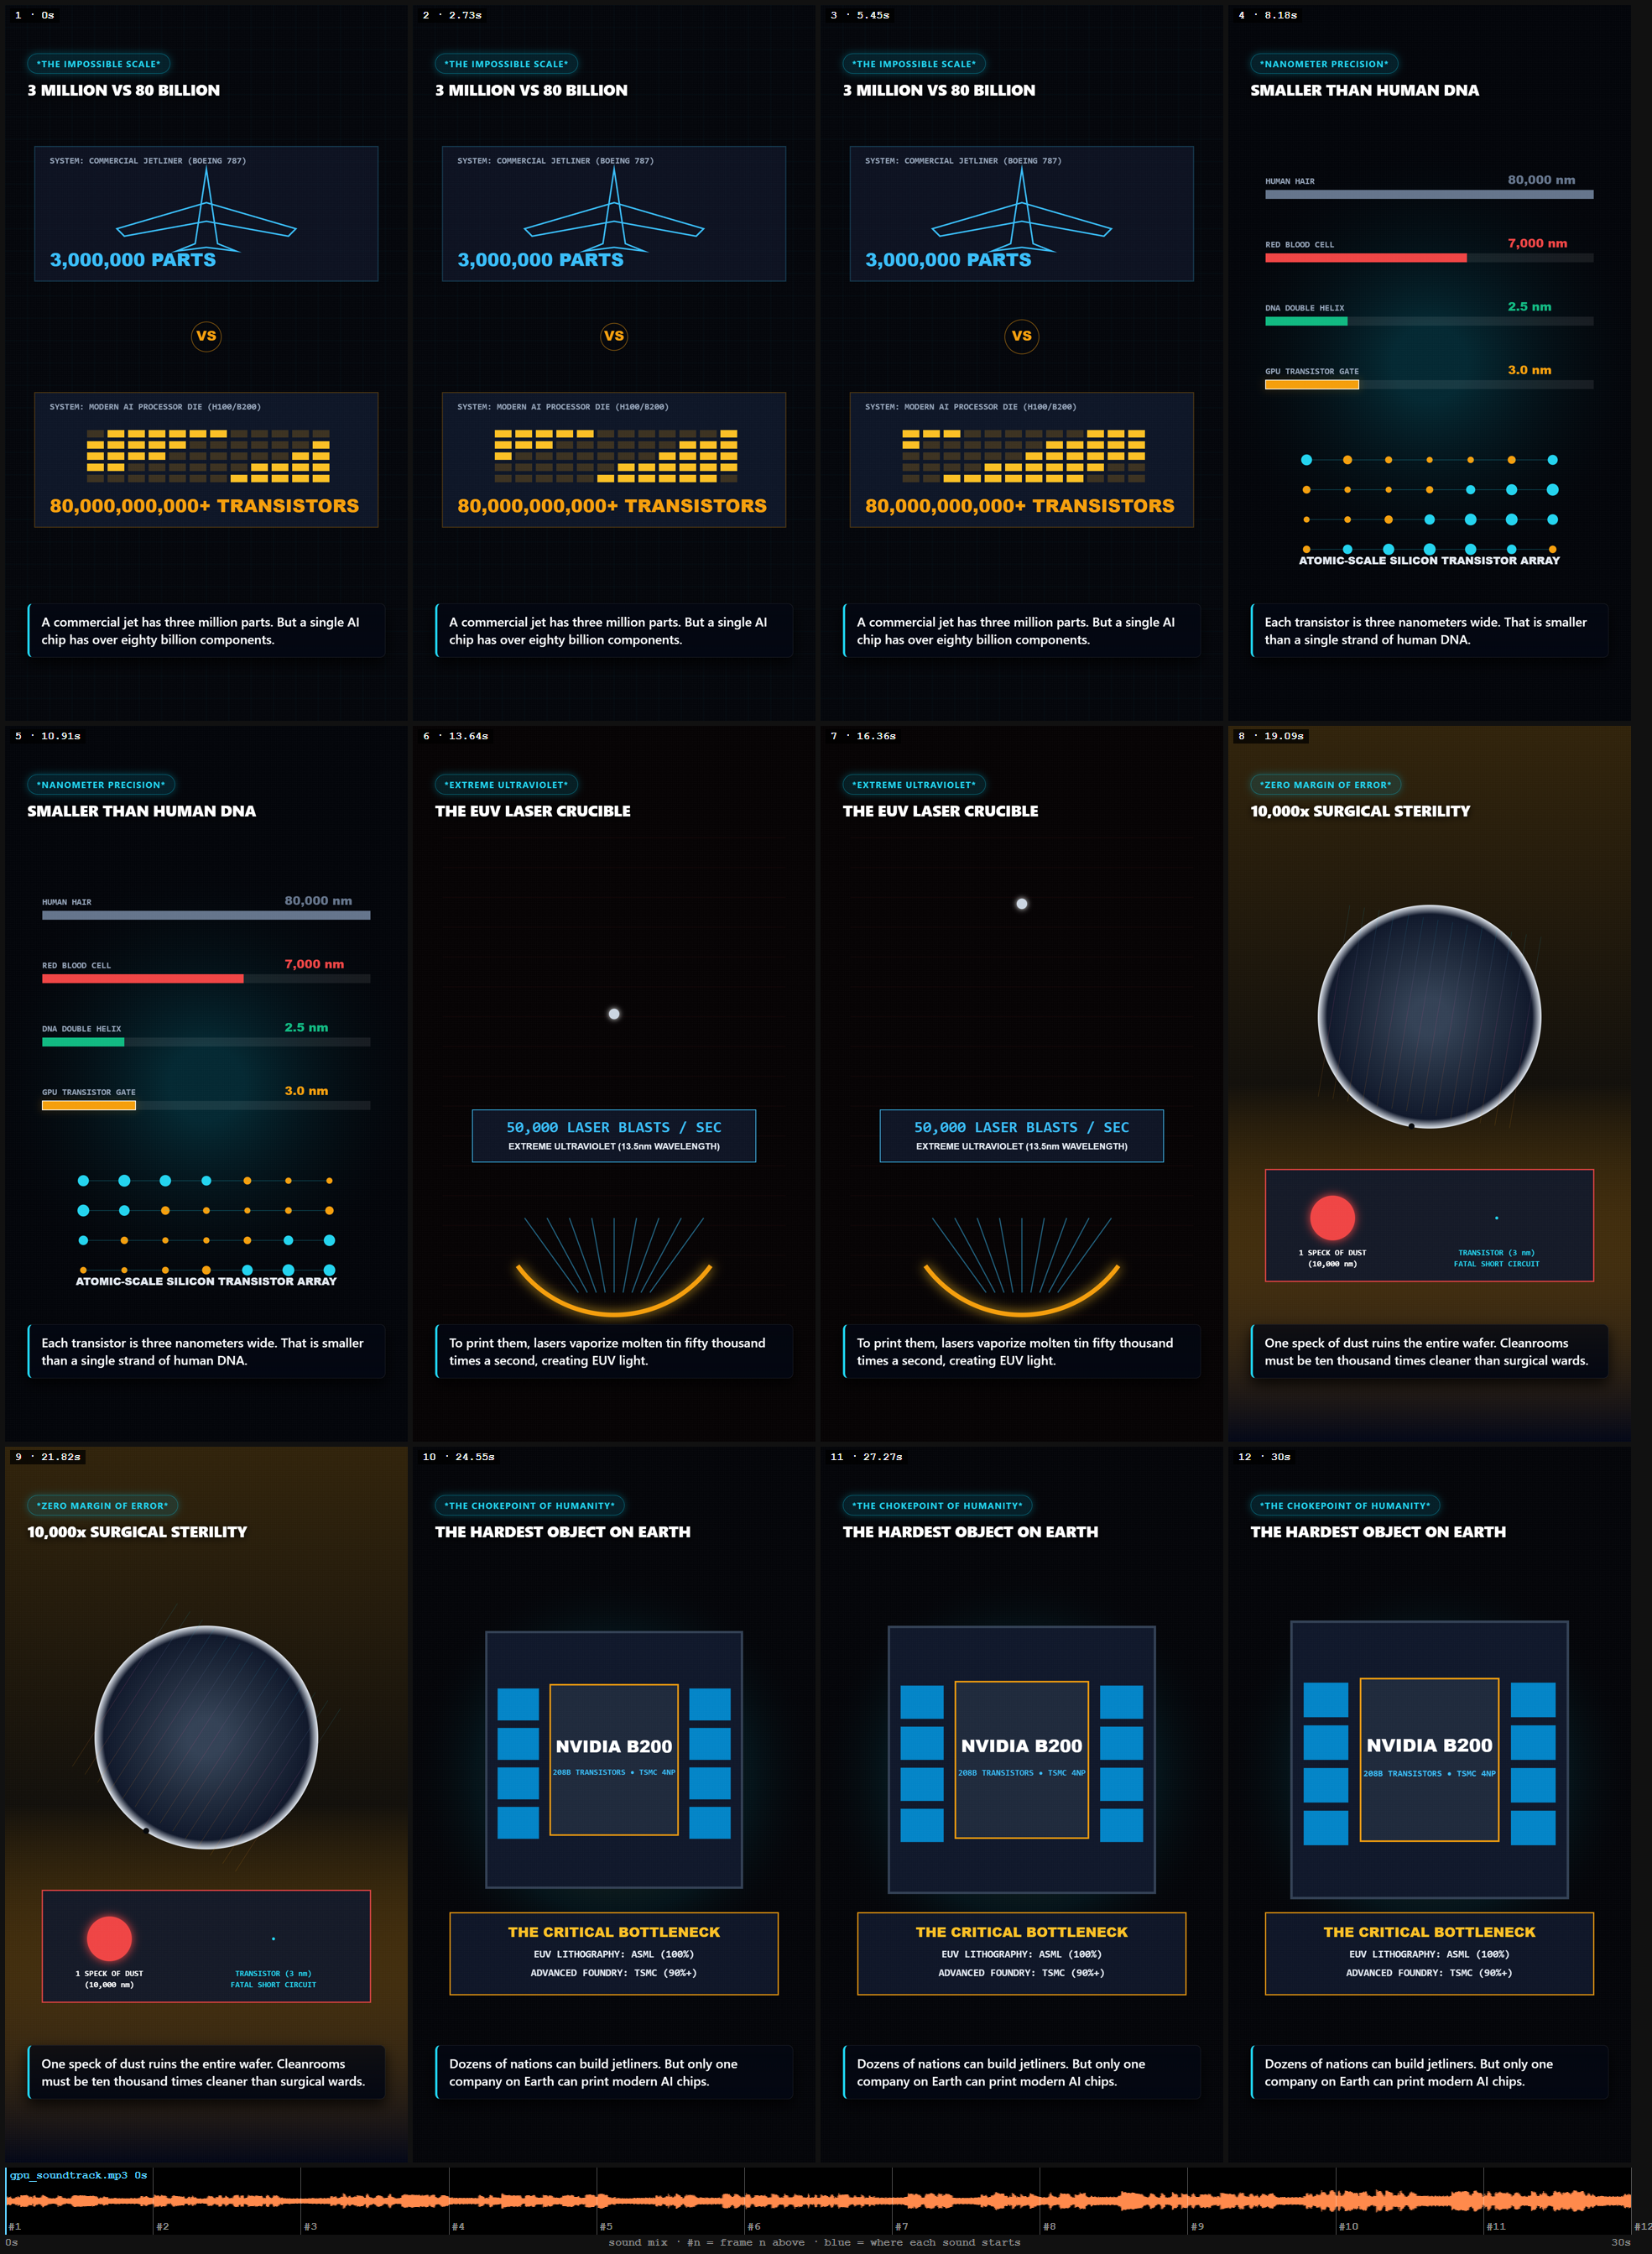 1 · 0s
*THE IMPOSSIBLE SCALE*
3 MILLION VS 80 BILLION
SYSTEM: COMMERCIAL JETLINER (BOEING 787)
3,000,000 PARTS
VS
SYSTEM: MODERN AI PROCESSOR DIE (H100/B200)
80,000,000,000+ TRANSISTORS
A commercial jet has three million parts. But a single AI
chip has over eighty billion components.
2 · 2.73s
*THE IMPOSSIBLE SCALE*
3 MILLION VS 80 BILLION
SYSTEM: COMMERCIAL JETLINER (BOEING 787)
3,000,000 PARTS
VS
SYSTEM: MODERN AI PROCESSOR DIE (H100/B200)
80,000,000,000+ TRANSISTORS
A commercial jet has three million parts. But a single AI
chip has over eighty billion components.
3 · 5.45s
*THE IMPOSSIBLE SCALE*
3 MILLION VS 80 BILLION
SYSTEM: COMMERCIAL JETLINER (BOEING 787)
3,000,000 PARTS
VS
SYSTEM: MODERN AI PROCESSOR DIE (H100/B200)
80,000,000,000+ TRANSISTORS
A commercial jet has three million parts. But a single AI
chip has over eighty billion components.
4 · 8.18s
*NANOMETER PRECISION*
SMALLER THAN HUMAN DNA
HUMAN HAIR 80,000 nm
RED BLOOD CELL 7,000 nm
DNA DOUBLE HELIX 2.5 nm
GPU TRANSISTOR GATE 3.0 nm
ATOMIC-SCALE SILICON TRANSISTOR ARRAY
Each transistor is three nanometers wide. That is smaller
than a single strand of human DNA.
5 · 10.91s
*NANOMETER PRECISION*
SMALLER THAN HUMAN DNA
HUMAN HAIR 80,000 nm
RED BLOOD CELL 7,000 nm
DNA DOUBLE HELIX 2.5 nm
GPU TRANSISTOR GATE 3.0 nm
ATOMIC-SCALE SILICON TRANSISTOR ARRAY
Each transistor is three nanometers wide. That is smaller
than a single strand of human DNA.
6 · 13.64s
*EXTREME ULTRAVIOLET*
THE EUV LASER CRUCIBLE
50,000 LASER BLASTS / SEC
EXTREME ULTRAVIOLET (13.5nm WAVELENGTH)
To print them, lasers vaporize molten tin fifty thousand
times a second, creating EUV light.
7 · 16.36s
*EXTREME ULTRAVIOLET*
THE EUV LASER CRUCIBLE
50,000 LASER BLASTS / SEC
EXTREME ULTRAVIOLET (13.5nm WAVELENGTH)
To print them, lasers vaporize molten tin fifty thousand
times a second, creating EUV light.
8 · 19.09s
*ZERO MARGIN OF ERROR*
10,000x SURGICAL STERILITY
1 SPECK OF DUST
(10,000 nm)
TRANSISTOR (3 nm)
FATAL SHORT CIRCUIT
One speck of dust ruins the entire wafer. Cleanrooms
must be ten thousand times cleaner than surgical wards.
9 · 21.82s
*ZERO MARGIN OF ERROR*
10,000x SURGICAL STERILITY
1 SPECK OF DUST
(10,000 nm)
TRANSISTOR (3 nm)
FATAL SHORT CIRCUIT
One speck of dust ruins the entire wafer. Cleanrooms
must be ten thousand times cleaner than surgical wards.
10 · 24.55s
*THE CHOKEPOINT OF HUMANITY*
THE HARDEST OBJECT ON EARTH
NVIDIA B200
208B TRANSISTORS • TSMC 4NP
THE CRITICAL BOTTLENECK
EUV LITHOGRAPHY: ASML (100%)
ADVANCED FOUNDRY: TSMC (90%+)
Dozens of nations can build jetliners. But only one
company on Earth can print modern AI chips.
11 · 27.27s
*THE CHOKEPOINT OF HUMANITY*
THE HARDEST OBJECT ON EARTH
NVIDIA B200
208B TRANSISTORS • TSMC 4NP
THE CRITICAL BOTTLENECK
EUV LITHOGRAPHY: ASML (100%)
ADVANCED FOUNDRY: TSMC (90%+)
Dozens of nations can build jetliners. But only one
company on Earth can print modern AI chips.
12 · 30s
*THE CHOKEPOINT OF HUMANITY*
THE HARDEST OBJECT ON EARTH
NVIDIA B200
208B TRANSISTORS • TSMC 4NP
THE CRITICAL BOTTLENECK
EUV LITHOGRAPHY: ASML (100%)
ADVANCED FOUNDRY: TSMC (90%+)
Dozens of nations can build jetliners. But only one
company on Earth can print modern AI chips.
gpu_soundtrack.mp3 0s
#1 #2 #3 #4 #5 #6 #7 #8 #9 #10 #11 #12
0s sound mix · #n = frame n above · blue = where each sound starts 30s